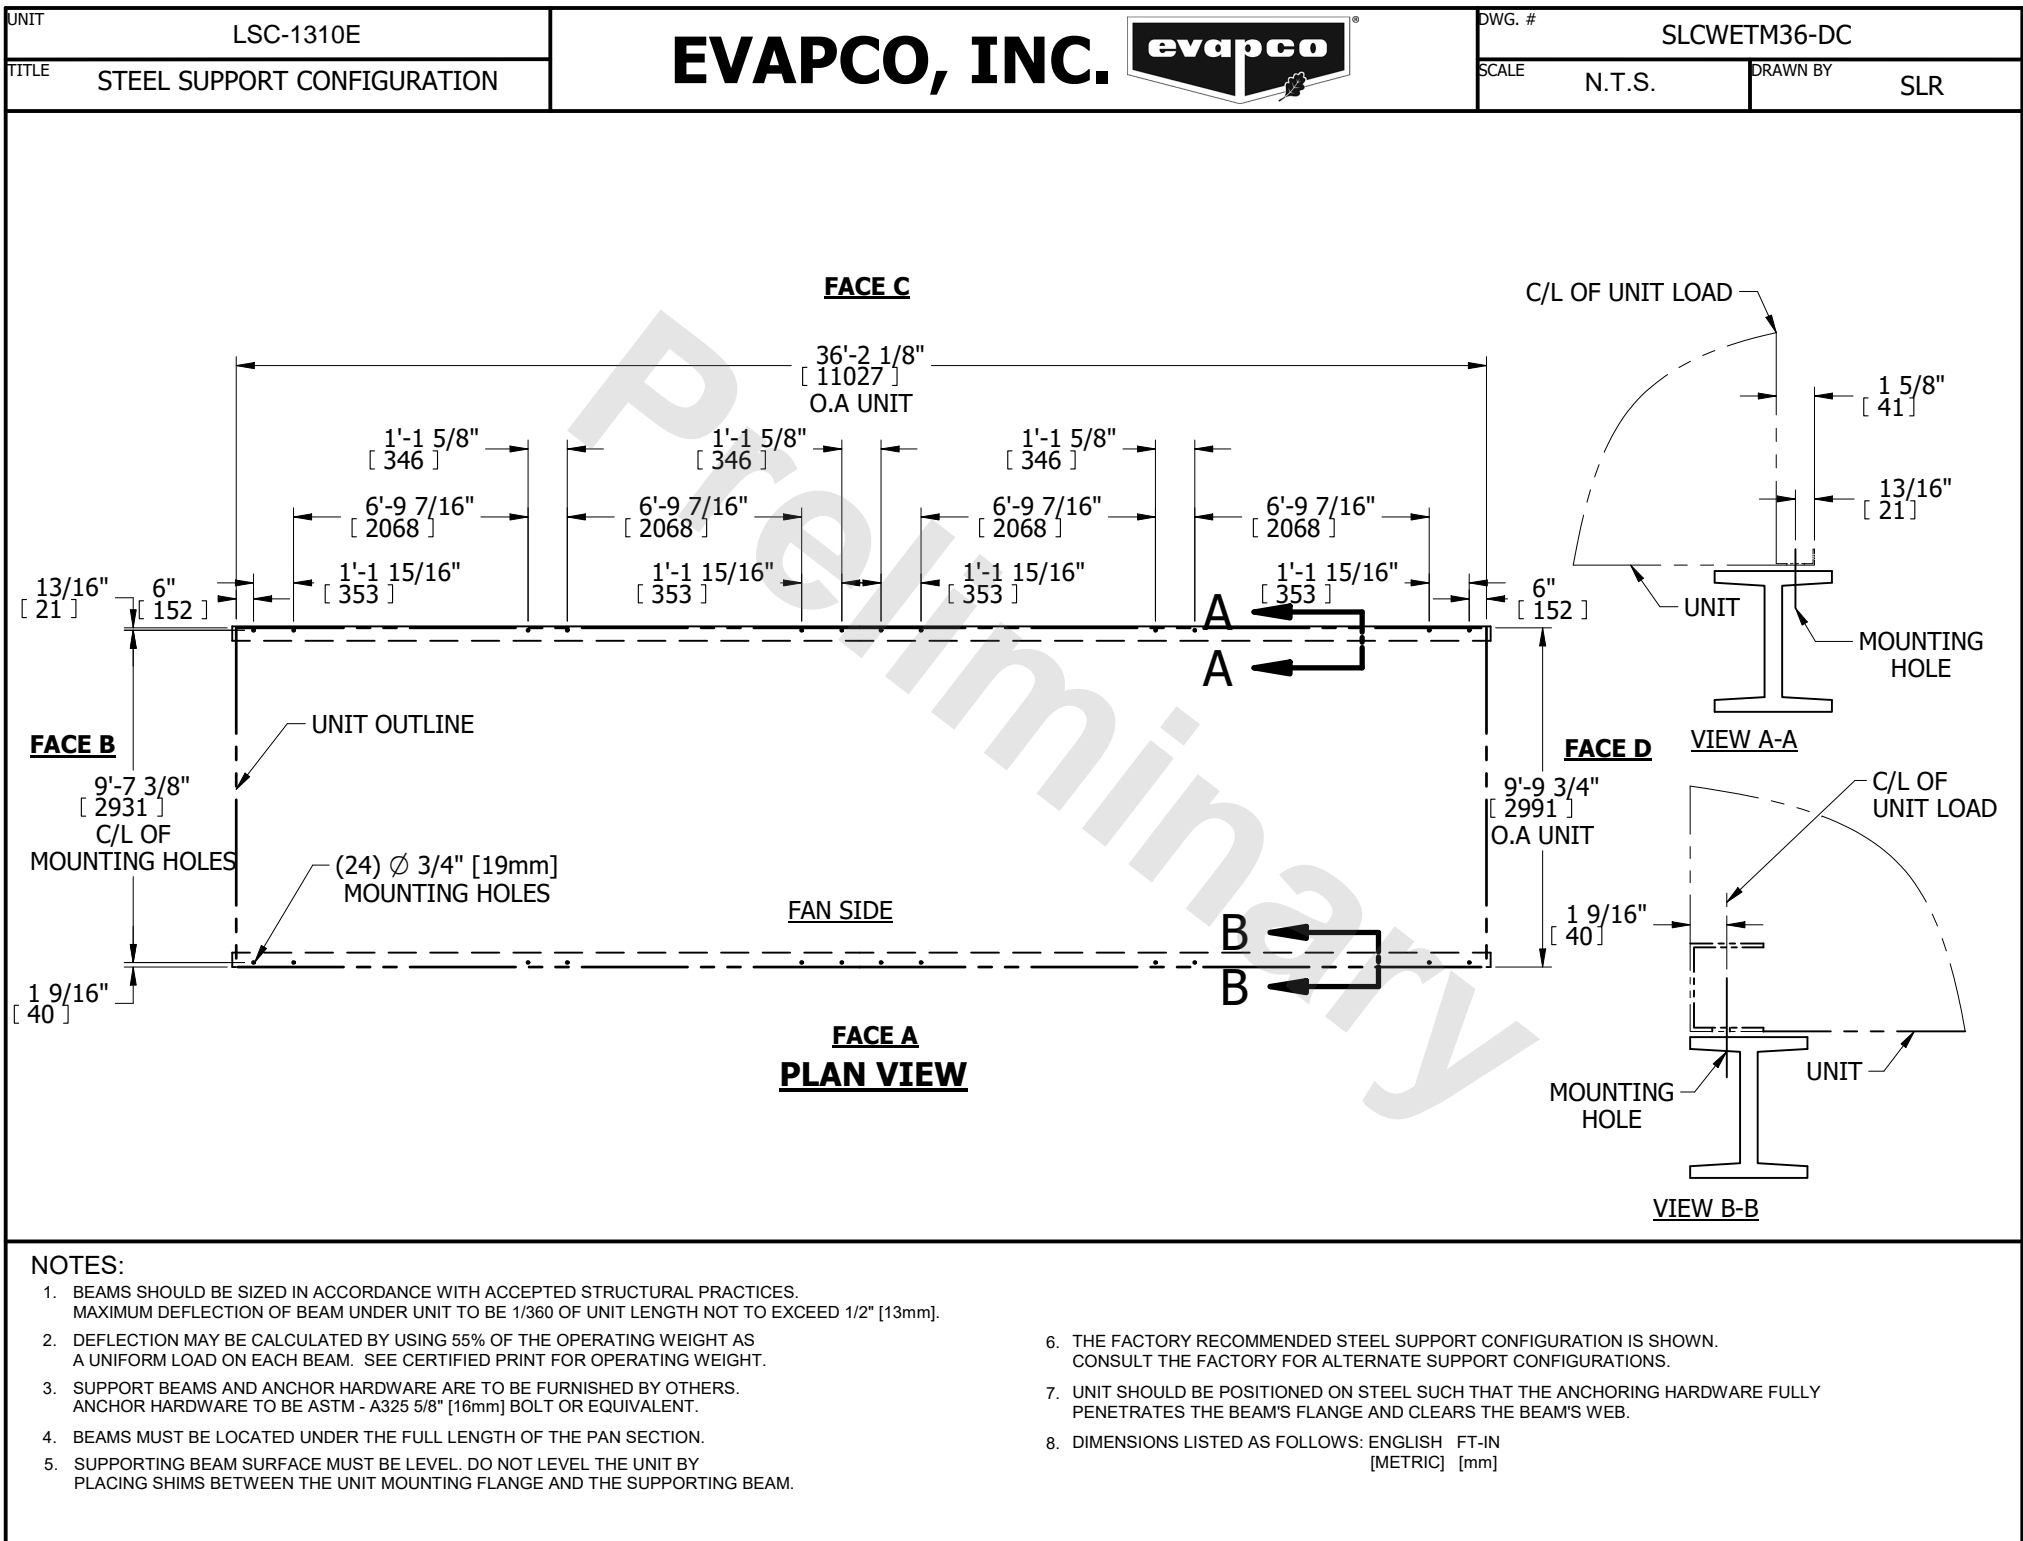 UNIT
LSC-1310E
TITLE
STEEL SUPPORT CONFIGURATION
EVAPCO, INC.
evapco
®
DWG. #
SLCWETM36-DC
SCALE
N.T.S.
DRAWN BY
SLR
FACE C
36'-2 1/8"
[ 11027 ]
O.A UNIT
1'-1 5/8"
[ 346 ]
1'-1 5/8"
[ 346 ]
1'-1 5/8"
[ 346 ]
6'-9 7/16"
[ 2068 ]
6'-9 7/16"
[ 2068 ]
6'-9 7/16"
[ 2068 ]
6'-9 7/16"
[ 2068 ]
13/16"
[ 21 ]
6"
[ 152 ]
1'-1 15/16"
[ 353 ]
1'-1 15/16"
[ 353 ]
1'-1 15/16"
[ 353 ]
1'-1 15/16"
[ 353 ]
6"
[ 152 ]
A
A
UNIT OUTLINE
FACE B
9'-7 3/8"
[ 2931 ]
C/L OF
MOUNTING HOLES
(24) Ø 3/4" [19mm]
MOUNTING HOLES
FAN SIDE
B
B
FACE D
9'-9 3/4"
[ 2991 ]
O.A UNIT
1 9/16"
[ 40 ]
FACE A
PLAN VIEW
Preliminary
C/L OF UNIT LOAD
1 5/8"
[ 41 ]
13/16"
[ 21 ]
UNIT
MOUNTING
HOLE
VIEW A-A
C/L OF
UNIT LOAD
1 9/16"
[ 40 ]
UNIT
MOUNTING
HOLE
VIEW B-B
NOTES:
1. BEAMS SHOULD BE SIZED IN ACCORDANCE WITH ACCEPTED STRUCTURAL PRACTICES.
MAXIMUM DEFLECTION OF BEAM UNDER UNIT TO BE 1/360 OF UNIT LENGTH NOT TO EXCEED 1/2" [13mm].
2. DEFLECTION MAY BE CALCULATED BY USING 55% OF THE OPERATING WEIGHT AS
A UNIFORM LOAD ON EACH BEAM. SEE CERTIFIED PRINT FOR OPERATING WEIGHT.
3. SUPPORT BEAMS AND ANCHOR HARDWARE ARE TO BE FURNISHED BY OTHERS.
ANCHOR HARDWARE TO BE ASTM - A325 5/8" [16mm] BOLT OR EQUIVALENT.
4. BEAMS MUST BE LOCATED UNDER THE FULL LENGTH OF THE PAN SECTION.
5. SUPPORTING BEAM SURFACE MUST BE LEVEL. DO NOT LEVEL THE UNIT BY
PLACING SHIMS BETWEEN THE UNIT MOUNTING FLANGE AND THE SUPPORTING BEAM.
6. THE FACTORY RECOMMENDED STEEL SUPPORT CONFIGURATION IS SHOWN.
CONSULT THE FACTORY FOR ALTERNATE SUPPORT CONFIGURATIONS.
7. UNIT SHOULD BE POSITIONED ON STEEL SUCH THAT THE ANCHORING HARDWARE FULLY
PENETRATES THE BEAM'S FLANGE AND CLEARS THE BEAM'S WEB.
8. DIMENSIONS LISTED AS FOLLOWS: ENGLISH FT-IN
[METRIC] [mm]